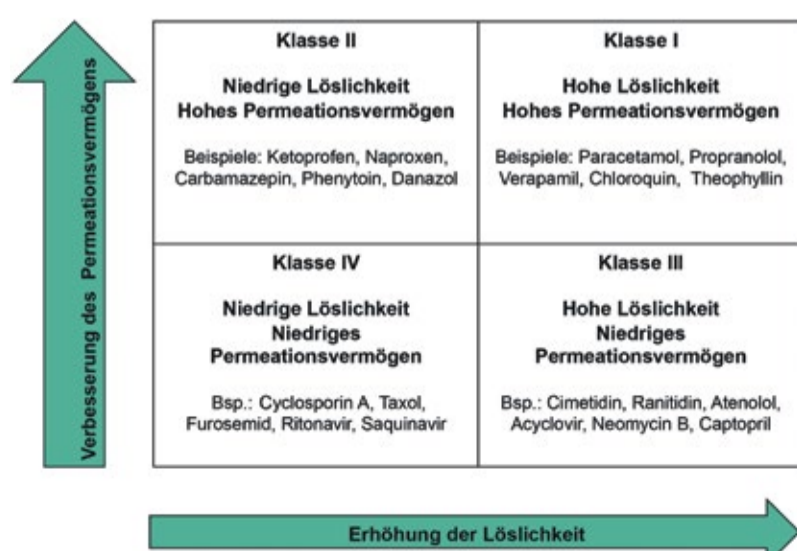 Verbesserung des Permeationsvermögens
Klasse II
Niedrige Löslichkeit
Hohes Permeationsvermögen
Beispiele: Ketoprofen, Naproxen,
Carbamazepin, Phenytoin, Danazol
Klasse I
Hohe Löslichkeit
Hohes Permeationsvermögen
Beispiele: Paracetamol, Propranolol,
Verapamil, Chloroquin, Theophyllin
Klasse IV
Niedrige Löslichkeit
Niedriges
Permeationsvermögen
Bsp.: Cyclosporin A, Taxol,
Furosemid, Ritonavir, Saquinavir
Klasse III
Hohe Löslichkeit
Niedriges
Permeationsvermögen
Bsp.: Cimetidin, Ranitidin, Atenolol,
Acyclovir, Neomycin B, Captopril
Erhöhung der Löslichkeit